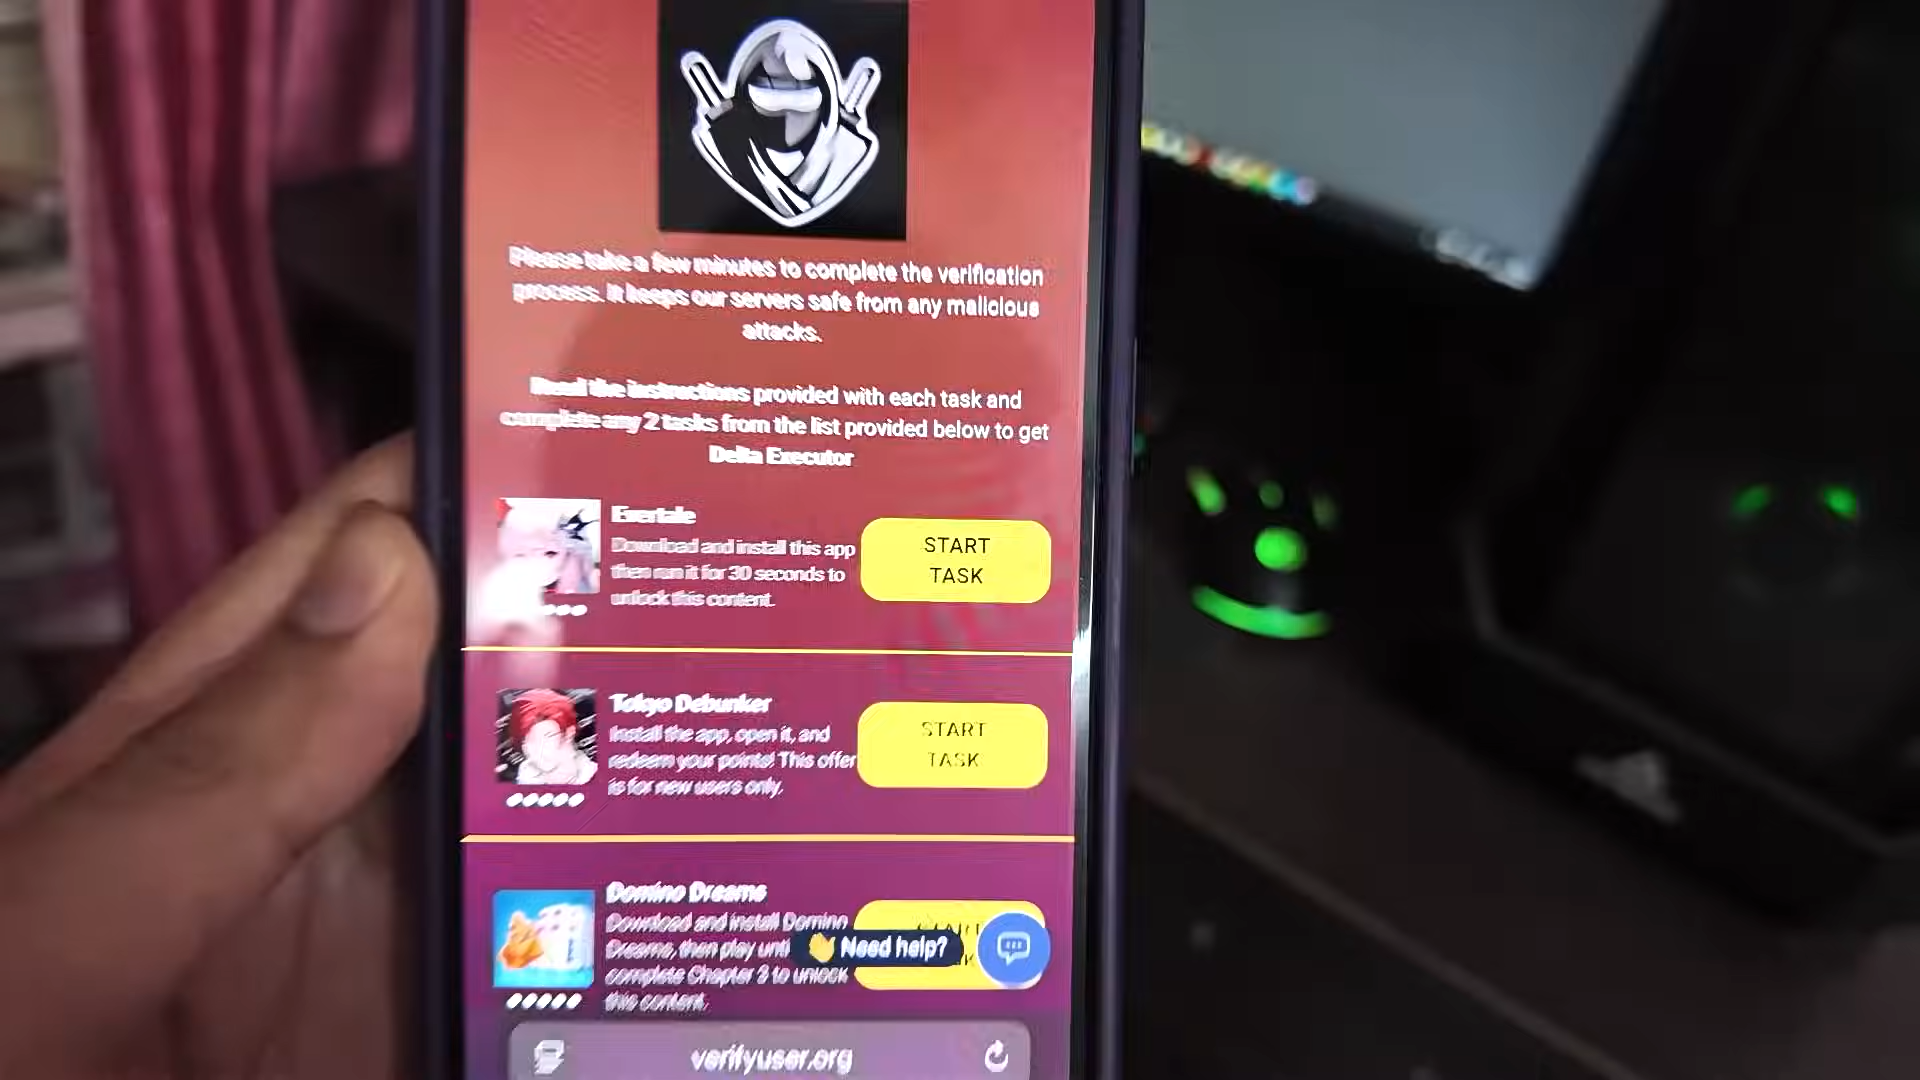 Please take a few minutes to complete the verification
process. It keeps our servers safe from any malicious
attacks.
Read the instructions provided with each task and
complete any 2 tasks from the list provided below to get
Delta Executor
Evertale
Download and install this app
then run it for 30 seconds to
unlock this content.
START
TASK
Tokyo Debunker
Install the app, open it, and
redeem your points! This offer
is for new users only.
START
TASK
Domino Dreams
Download and install Domino
Dreams, then play
complete Chapter 3 to unlock
this content.
Need help?
verifyuser.org